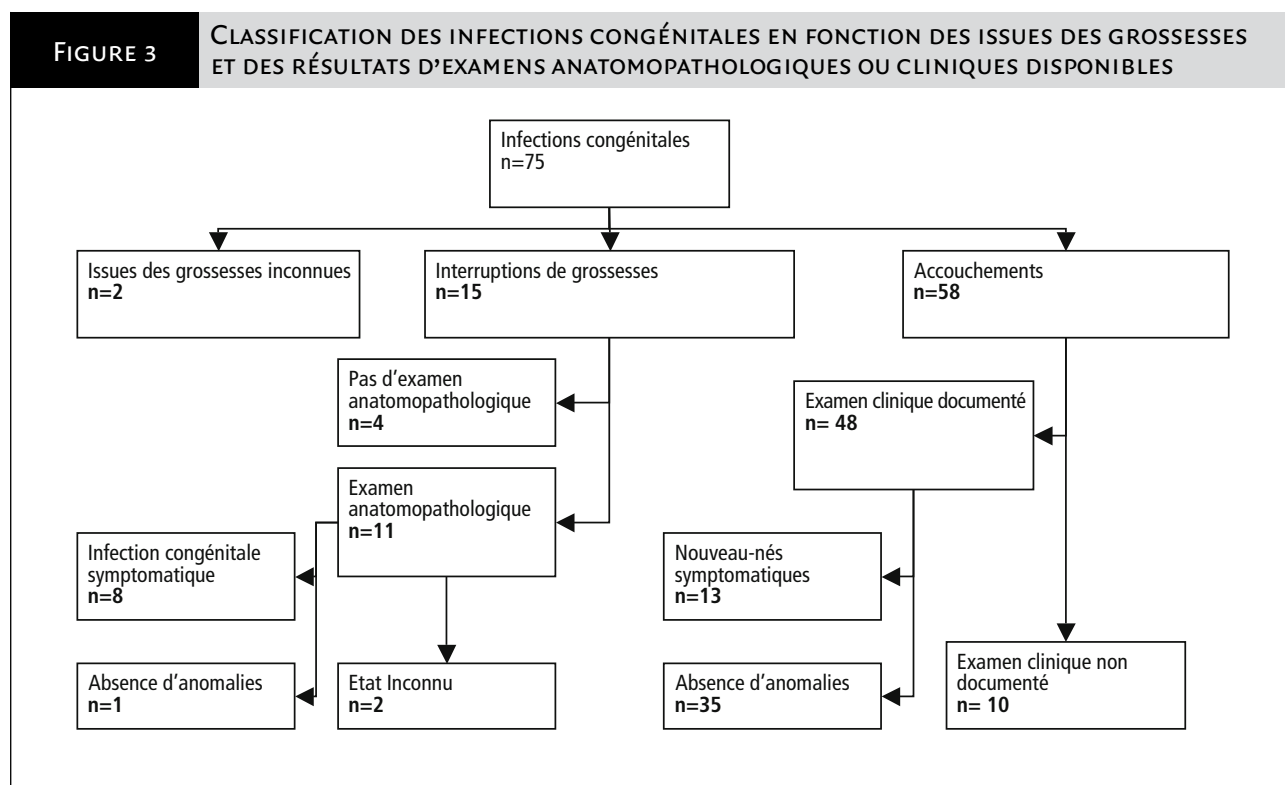 FIGURE 3
CLASSIFICATION DES INFECTIONS CONGÉNITALES EN FONCTION DES ISSUES DES GROSSESSES
ET DES RÉSULTATS D'EXAMENS ANATOMOPATHOLOGIQUES OU CLINIQUES DISPONIBLES
Infections congénitales
n=75
Issues des grossesses inconnues
n=2
Interruptions de grossesses
n=15
Accouchements
n=58
Pas d'examen
anatomopathologique
n=4
Examen clinique documenté
n= 48
Examen
anatomopathologique
n=11
Infection congénitale
symptomatique
n=8
Nouveau-nés
symptomatiques
n=13
Absence d'anomalies
n=1
Etat Inconnu
n=2
Absence d'anomalies
n=35
Examen clinique non
documenté
n= 10